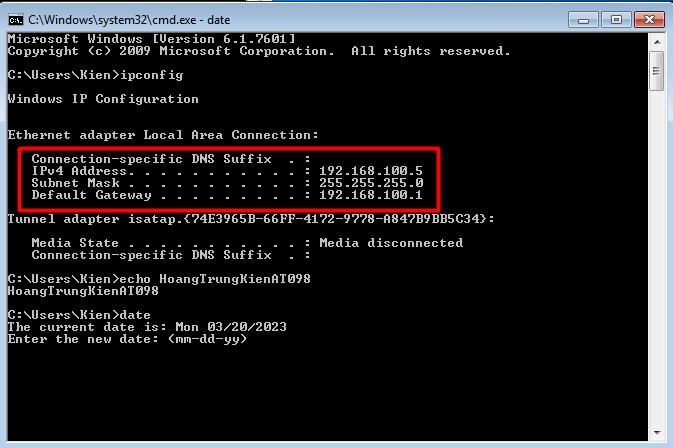 C:\Windows\system32\cmd.exe - date
Microsoft Windows [Version 6.1.7601]
Copyright (c) 2009 Microsoft Corporation.  All rights reserved.
C:\Users\Kien>ipconfig
Windows IP Configuration
Ethernet adapter Local Area Connection:
   Connection-specific DNS Suffix  . :
   IPv4 Address. . . . . . . . . . . : 192.168.100.5
   Subnet Mask . . . . . . . . . . . : 255.255.255.0
   Default Gateway . . . . . . . . . : 192.168.100.1
Tunnel adapter isatap.{74E3965B-66FF-4172-9778-A847B9BB5C34}:
   Media State . . . . . . . . . . . : Media disconnected
   Connection-specific DNS Suffix  . :
C:\Users\Kien>echo HoangTrungKienAT098
HoangTrungKienAT098
C:\Users\Kien>date
The current date is: Mon 03/20/2023
Enter the new date: (mm-dd-yy)